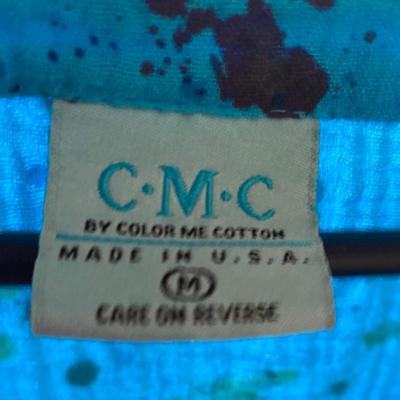 C·M·C
BY COLOR ME COTTON
MADE IN U.S.A.
M
CARE ON REVERSE